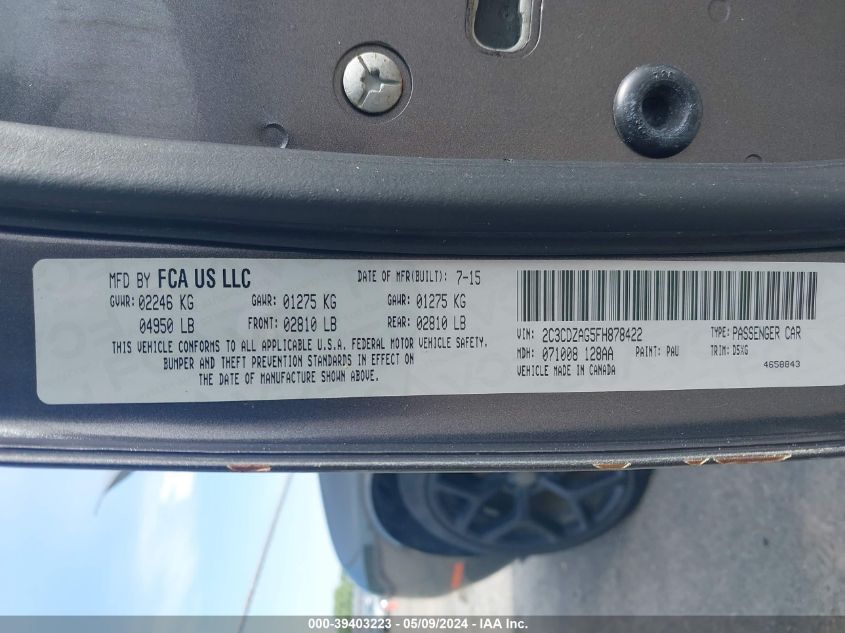 MFD BY FCA US LLC DATE OF MFR(BUILT): 7-15
GVWR: 02246 KG GAWR: 01275 KG GAWR: 01275 KG
04950 LB FRONT: 02810 LB REAR: 02810 LB
THIS VEHICLE CONFORMS TO ALL APPLICABLE U.S.A. FEDERAL MOTOR VEHICLE SAFETY,
BUMPER AND THEFT PREVENTION STANDARDS IN EFFECT ON
THE DATE OF MANUFACTURE SHOWN ABOVE.
VIN: 2C3CDZAG5FH878422 TYPE: PASSENGER CAR
MDH: 071008 128AA PAINT: PAU TRIM: D5XG
VEHICLE MADE IN CANADA 4658843
000-39403223 - 05/09/2024 - IAA Inc.